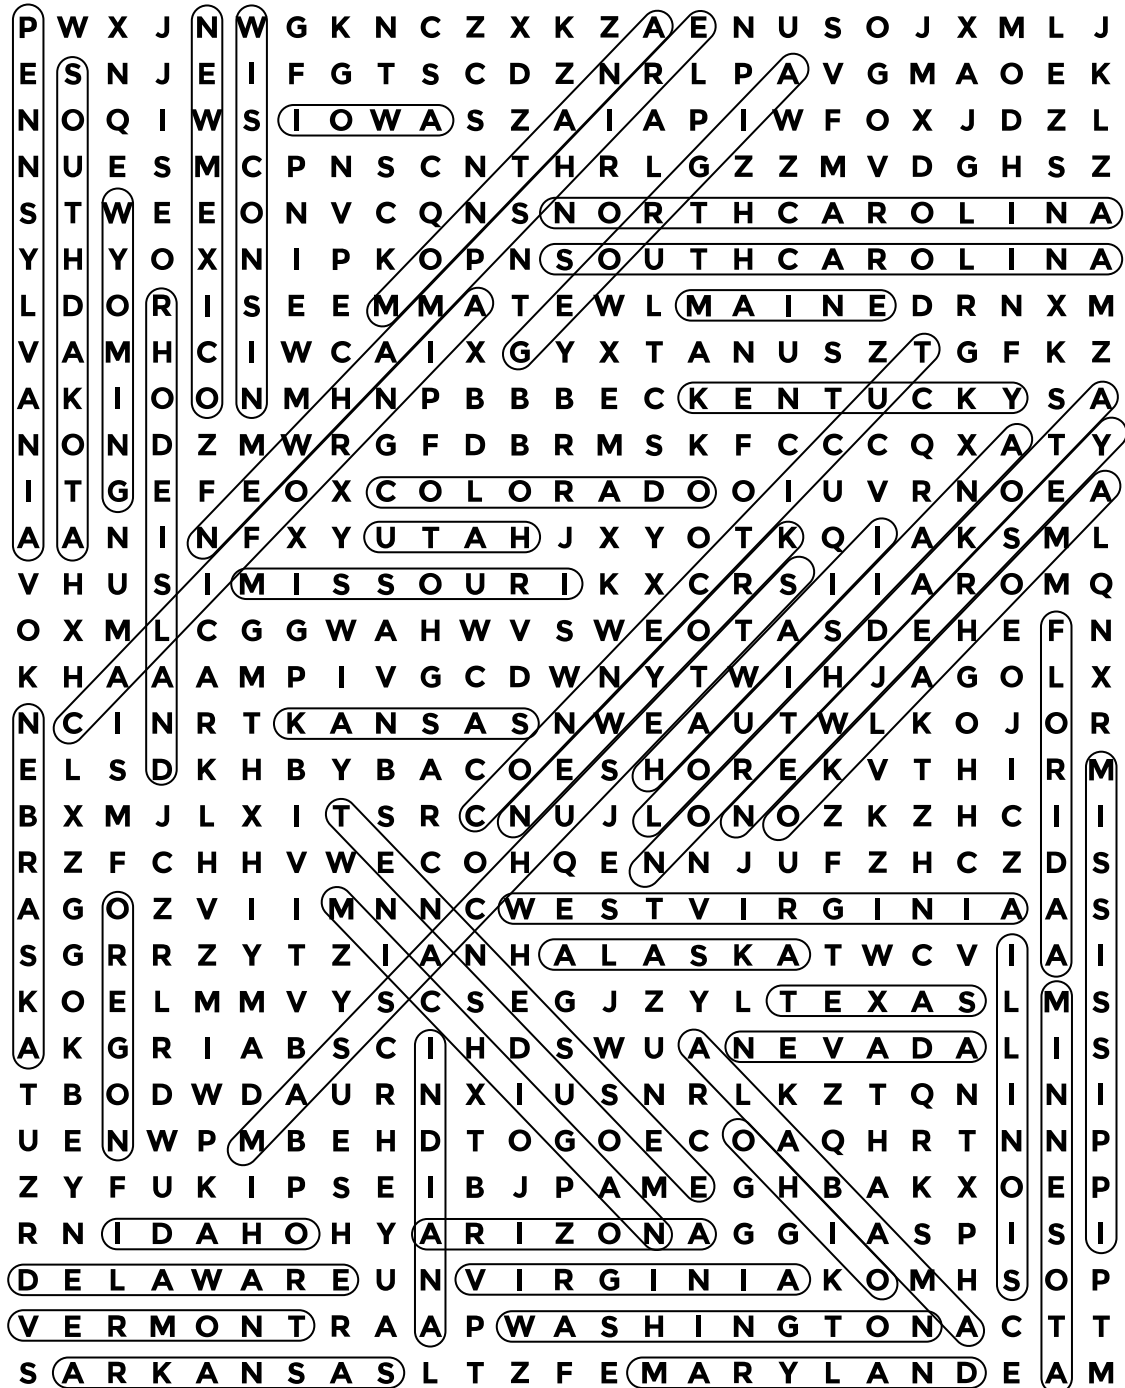 P W X J N W G K N C Z X K Z A E N U S O J X M L J
E S N J E I F G T S C D Z N R L P A V G M A O E K
N O Q I W S I O W A S Z A I A P I W F O X J D Z L
N U E S M C P N S C N T H R L G Z Z M V D G H S Z
S T W E E O N V C Q N S N O R T H C A R O L I N A
Y H Y O X N I P K O P N S O U T H C A R O L I N A
L D O R I S E E M M A T E W L M A I N E D R N X M
V A M H C I W C A I X G Y X T A N U S Z T G F K Z
A K I O O N M H N P B B B E C K E N T U C K Y S A
N O N D Z M W R G F D B R M S K F C C C Q X A T Y
I T G E F E O X C O L O R A D O O I U V R N O E A
A A N I N F X Y U T A H J X Y O T K Q I A K S M L
V H U S I M I S S O U R I K X C R S I I A R O M Q
O X M L C G G W A H W V S W E O T A S D E H E F N
K H A A A M P I V G C D W N Y T W I H J A G O L X
N C I N R T K A N S A S N W E A U T W L K O J O R
E L S D K H B Y B A C O E S H O R E K V T H I R M
B X M J L X I T S R C N U J L O N O Z K Z H C I I
R Z F C H H V W E C O H Q E N N J U F Z H C Z D S
A G O Z V I I M N N C W E S T V I R G I N I A A S
S G R R Z Y T Z I A N H A L A S K A T W C V I A I
K O E L M M V Y S C S E G J Z Y L T E X A S L M S
A K G R I A B S C I H D S W U A N E V A D A L I S
T B O D W D A U R N X I U S N R L K Z T Q N I N I
U E N W P M B E H D T O G O E C O A Q H R T N N P
Z Y F U K I P S E I B J P A M E G H B A K X O E P
R N I D A H O H Y A R I Z O N A G G I A S P I S I
D E L A W A R E U N V I R G I N I A K O M H S O P
V E R M O N T R A A P W A S H I N G T O N A C T T
S A R K A N S A S L T Z F E M A R Y L A N D E A M